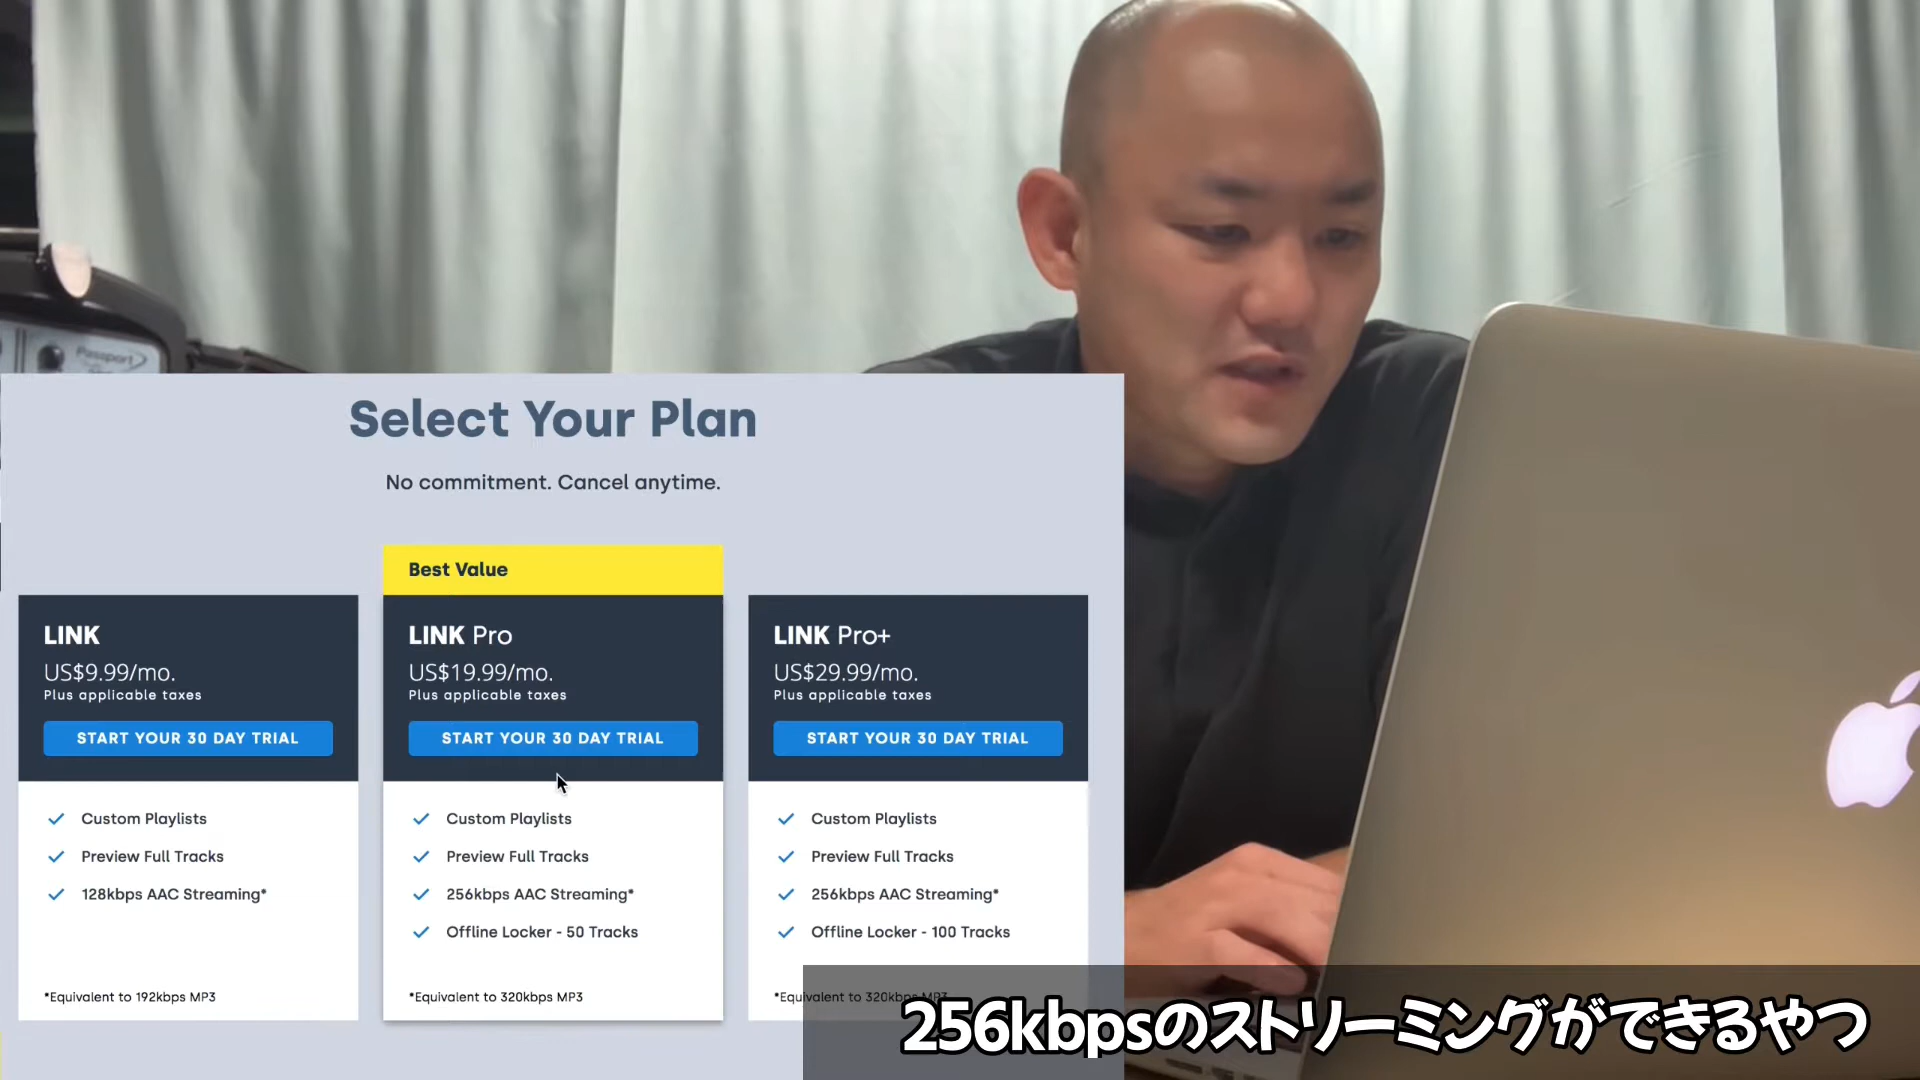 Passport
Select Your Plan
No commitment. Cancel anytime.
Best Value
LINK
US$9.99/mo.
Plus applicable taxes
START YOUR 30 DAY TRIAL
Custom Playlists
Preview Full Tracks
128kbps AAC Streaming*
*Equivalent to 192kbps MP3
LINK Pro
US$19.99/mo.
Plus applicable taxes
START YOUR 30 DAY TRIAL
Custom Playlists
Preview Full Tracks
256kbps AAC Streaming*
Offline Locker - 50 Tracks
*Equivalent to 320kbps MP3
LINK Pro+
US$29.99/mo.
Plus applicable taxes
START YOUR 30 DAY TRIAL
Custom Playlists
Preview Full Tracks
256kbps AAC Streaming*
Offline Locker - 100 Tracks
*Equivalent to 320kbps MP3
256kbpsのストリーミングができるやつ